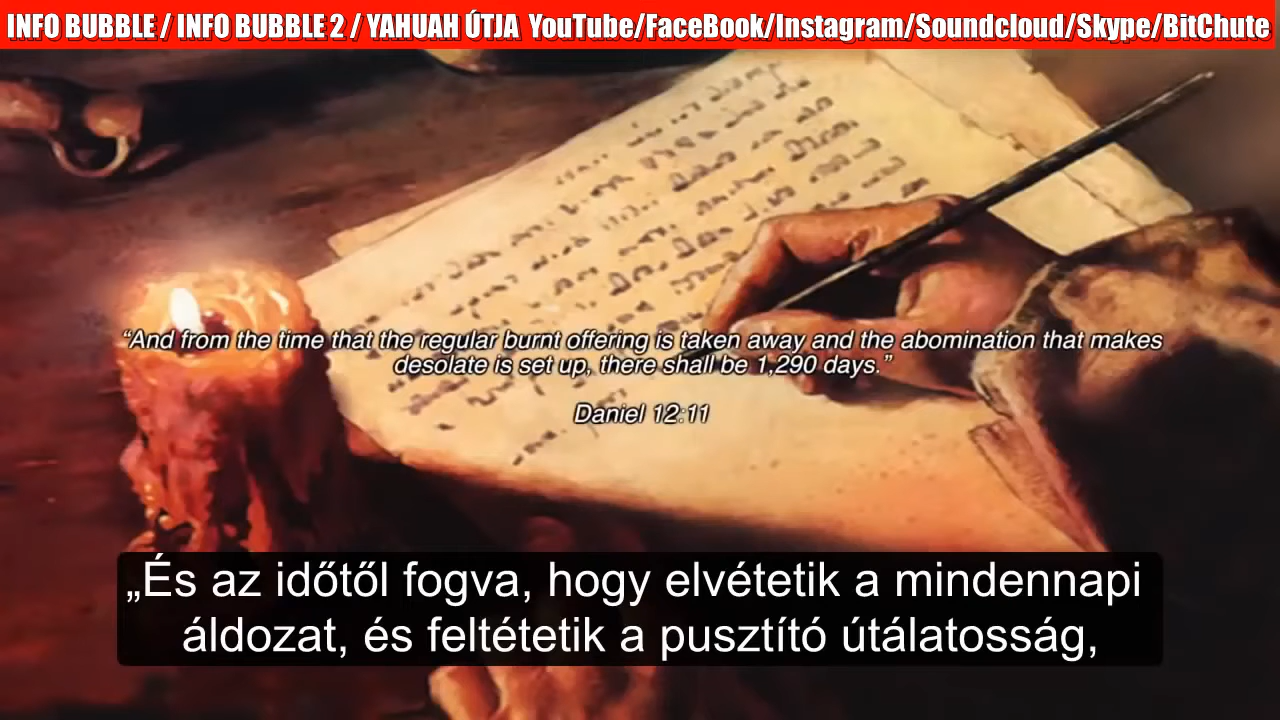 INFO BUBBLE / INFO BUBBLE 2 / YAHUAH ÚTJA YouTube/FaceBook/Instagram/Soundcloud/Skype/BitChute
“And from the time that the regular burnt offering is taken away and the abomination that makes
desolate is set up, there shall be 1,290 days.”
Daniel 12:11
„És az időtől fogva, hogy elvétetik a mindennapi
áldozat, és feltétetik a pusztító útálatosság,